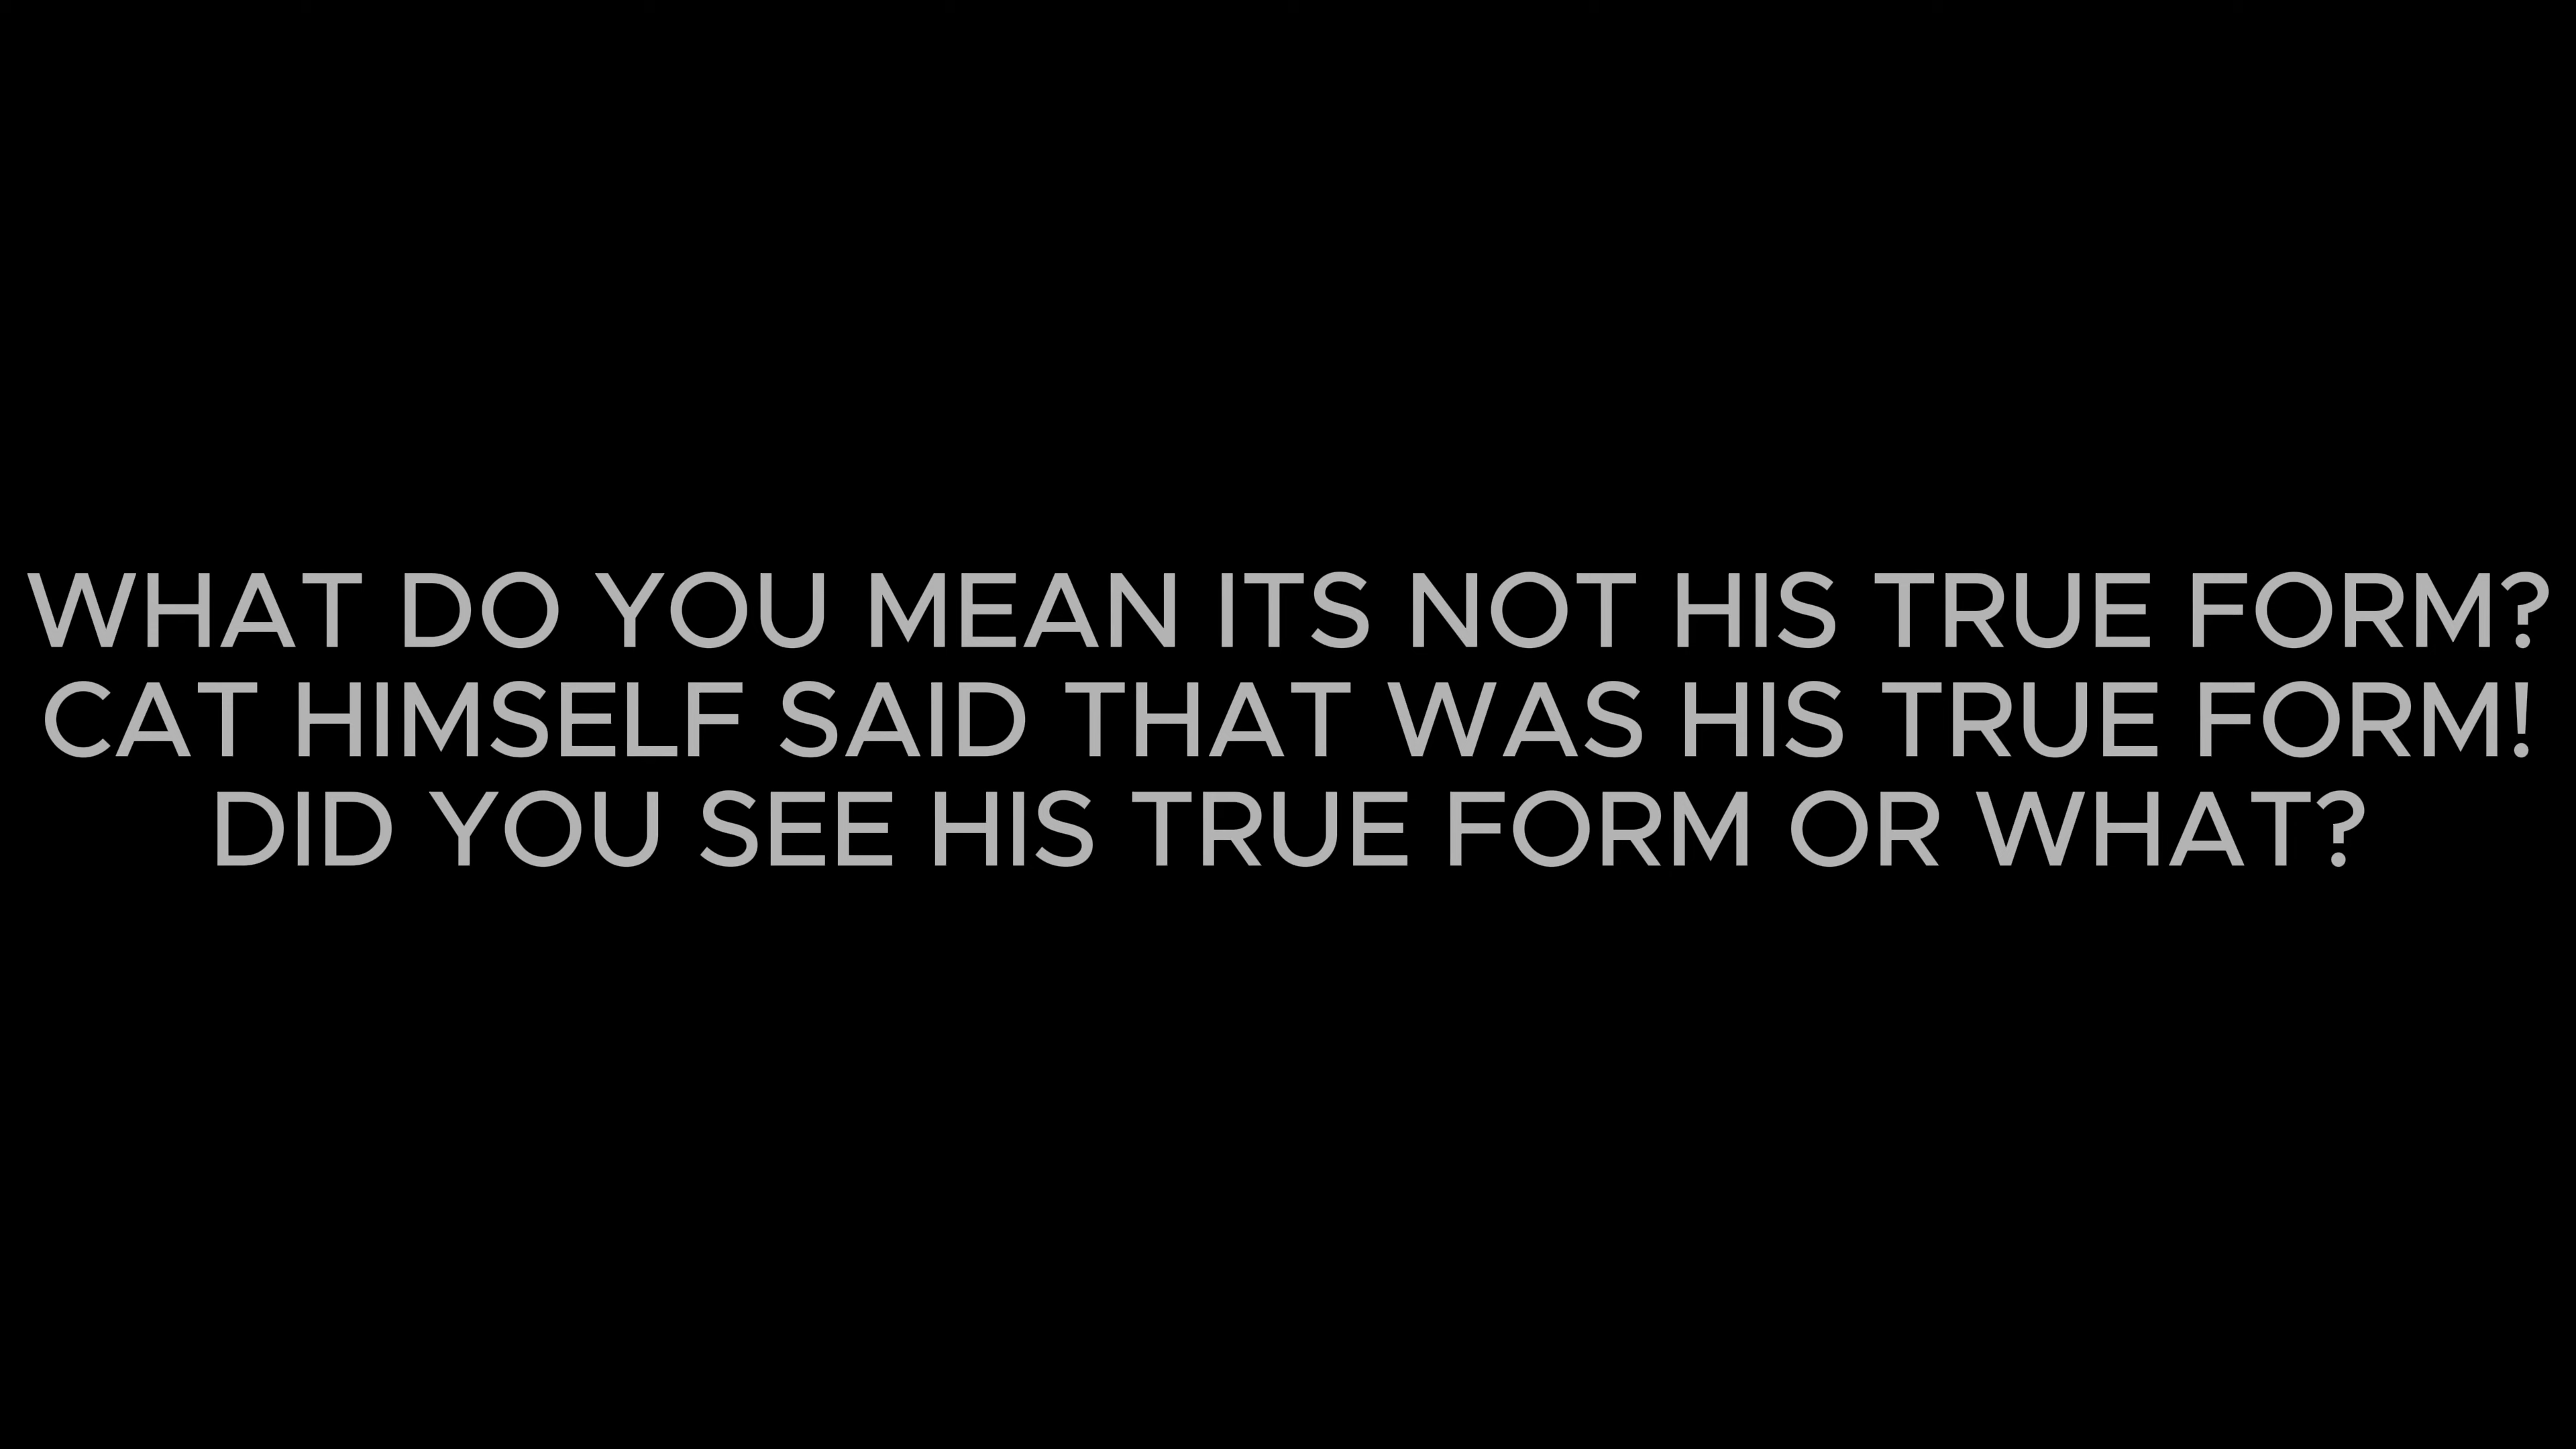 WHAT DO YOU MEAN ITS NOT HIS TRUE FORM?
CAT HIMSELF SAID THAT WAS HIS TRUE FORM!
DID YOU SEE HIS TRUE FORM OR WHAT?